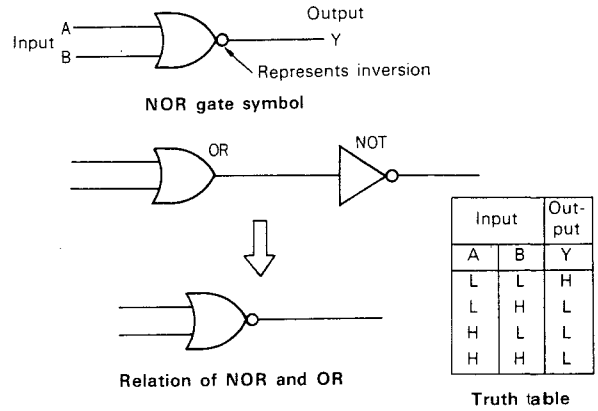 Output
Input A
Y
B
Represents inversion
NOR gate symbol
OR
NOT
Input Out-
put
A B Y
L L H
L H L
H L L
H H L
Relation of NOR and OR
Truth table